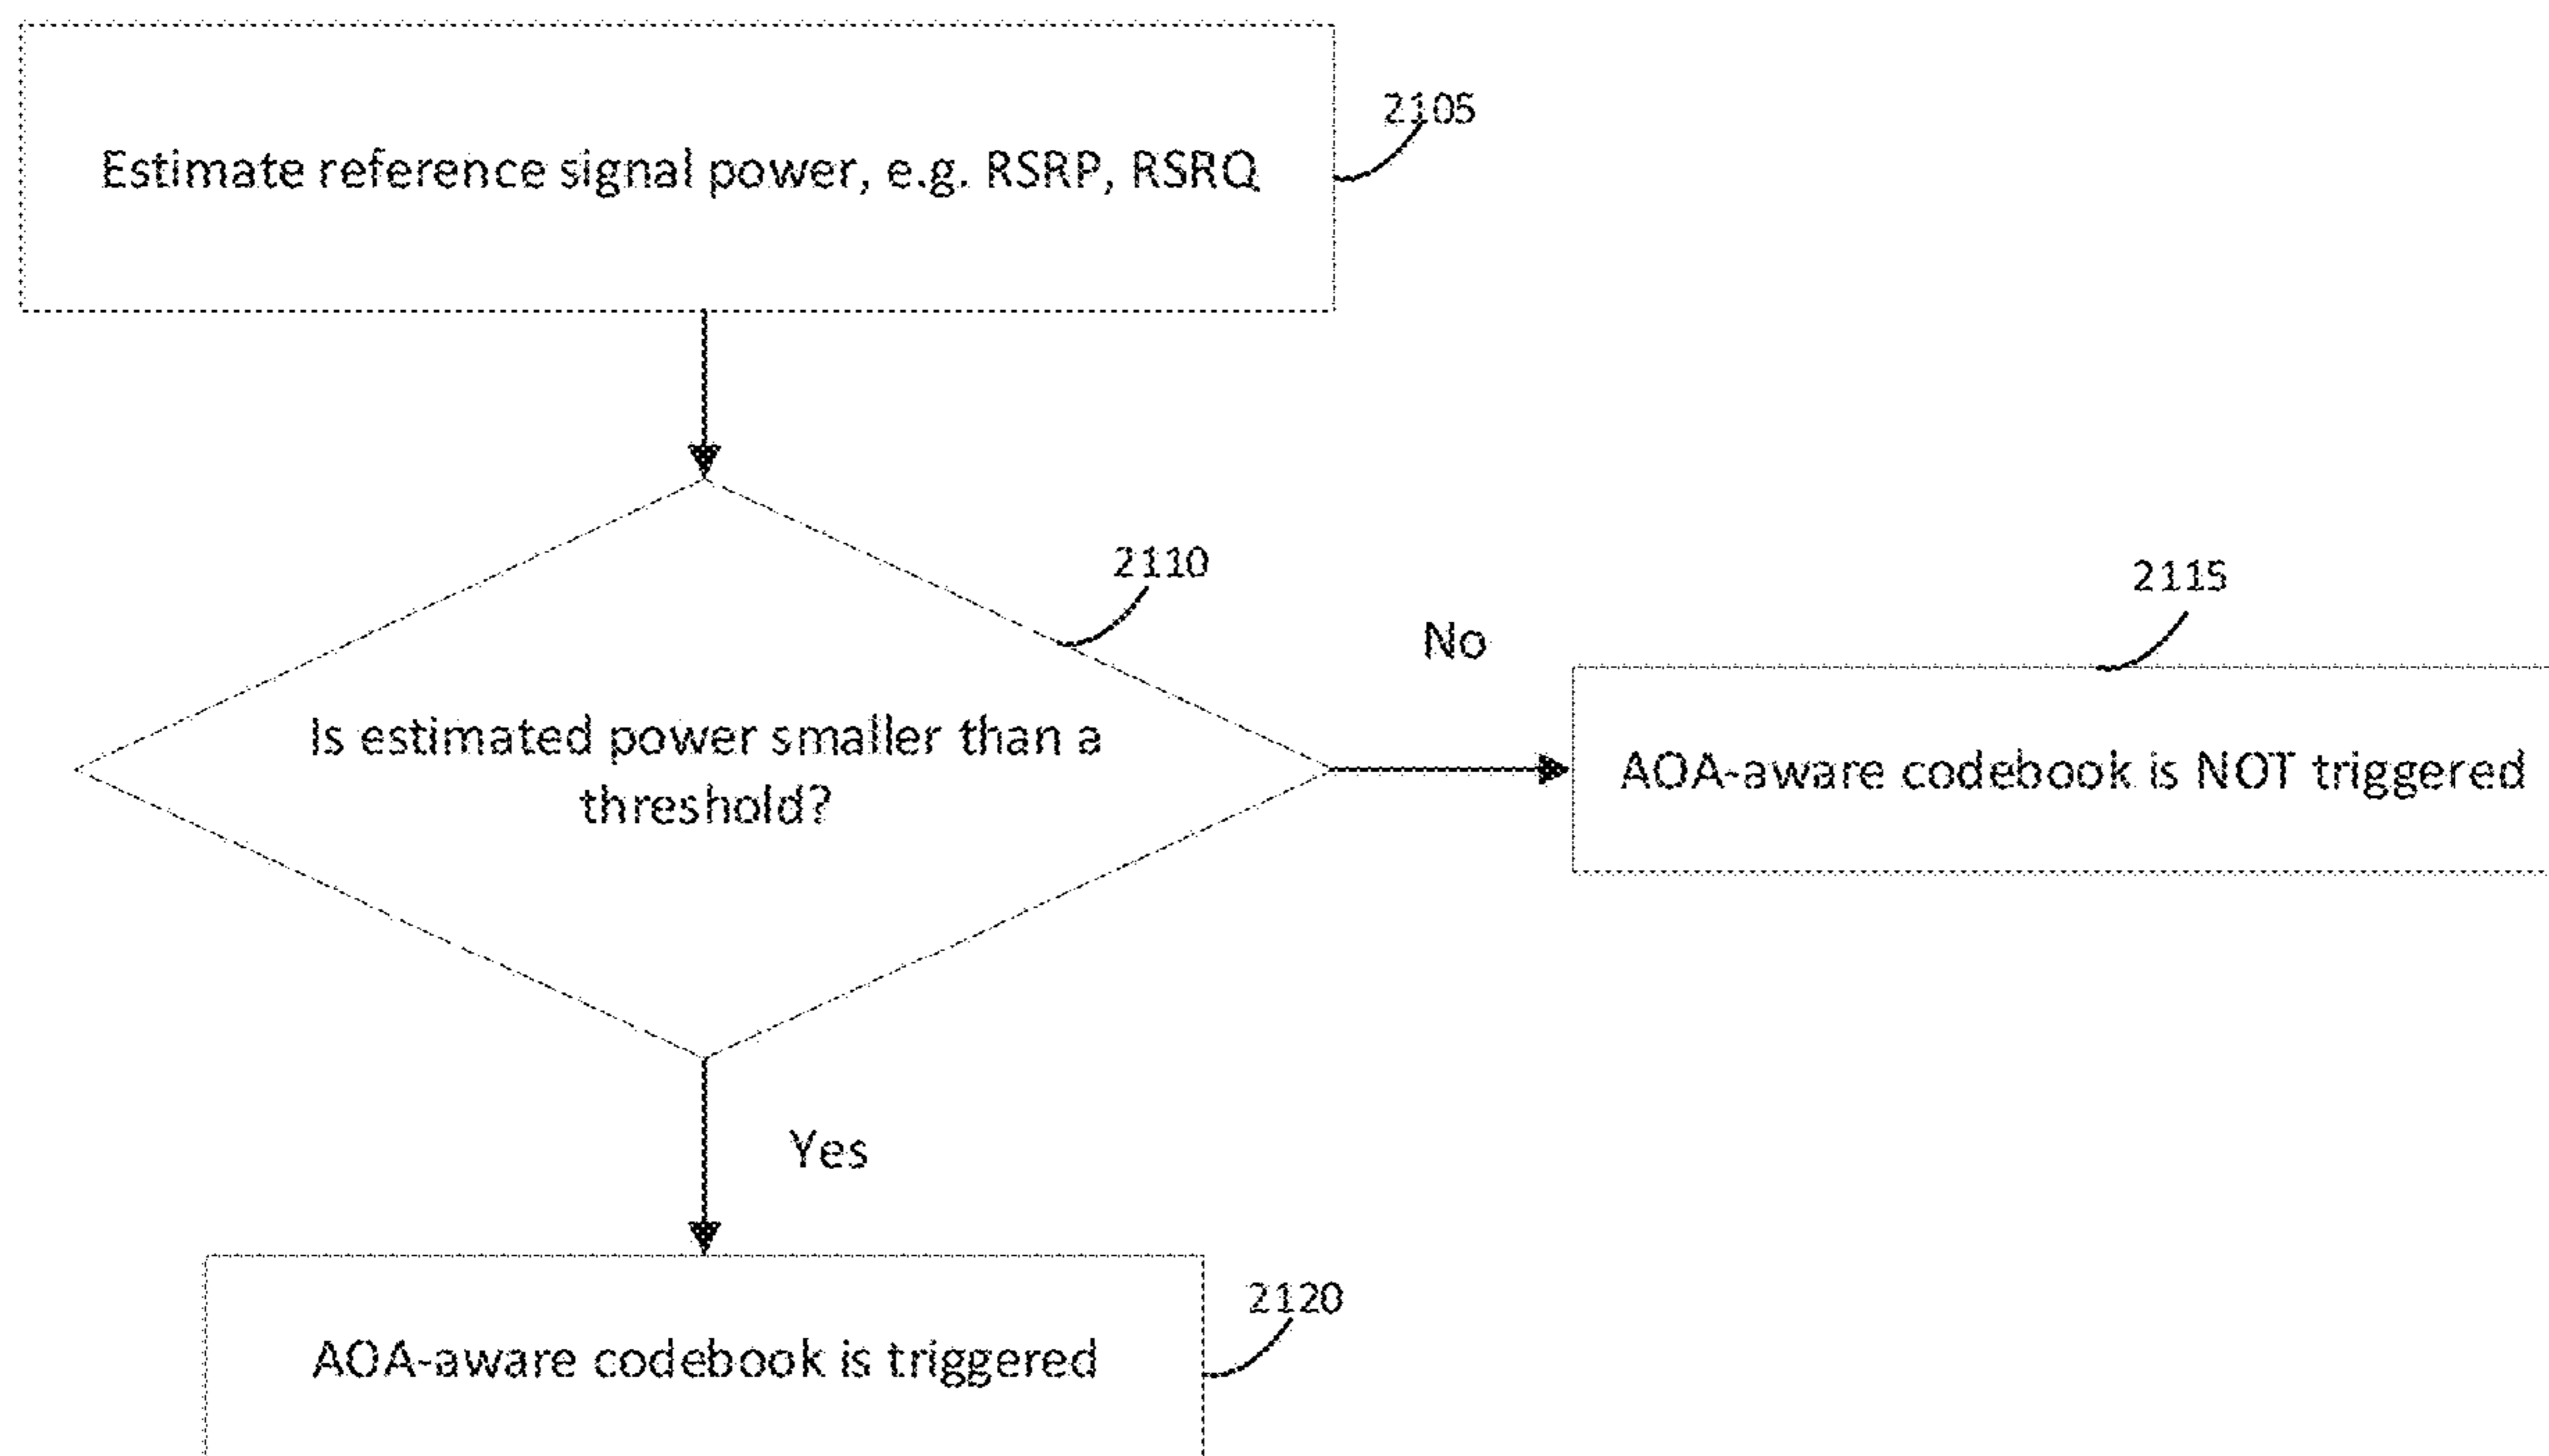 2105
Estimate reference signal power, e.g. RSRP, RSRQ
2110
2115
No
Is estimated power smaller than a
threshold?
AOA-aware codebook is NOT triggered
Yes
2120
AOA-aware codebook is triggered